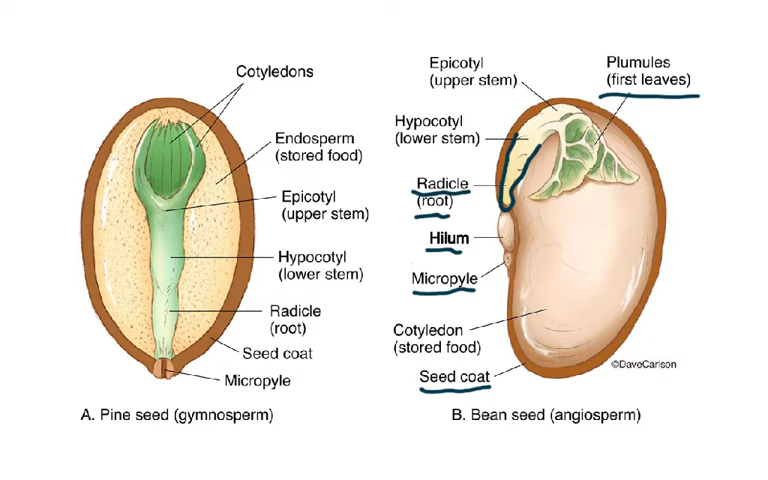 Cotyledons
Endosperm
(stored food)
Epicotyl
(upper stem)
Hypocotyl
(lower stem)
Radicle
(root)
Seed coat
Micropyle
A. Pine seed (gymnosperm)
Epicotyl
(upper stem)
Plumules
(first leaves)
Hypocotyl
(lower stem)
Radicle
(root)
Hilum
Micropyle
Cotyledon
(stored food)
Seed coat
©DaveCarlson
B. Bean seed (angiosperm)